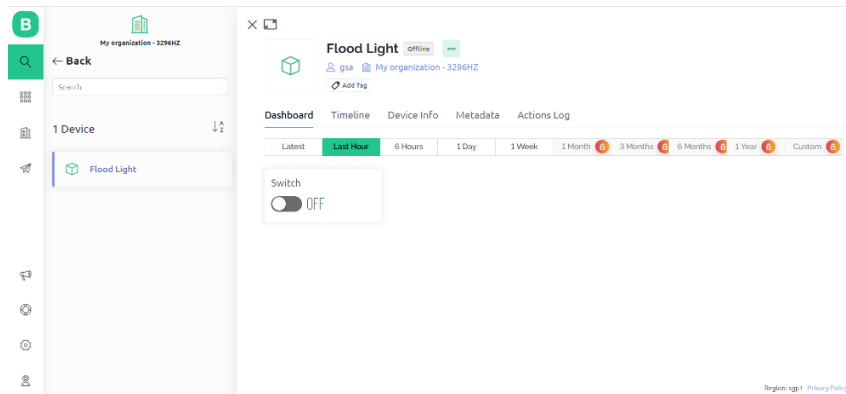 B
My organization - 3296HZ
← Back
Search
1 Device
Flood Light
Flood Light Offline
gsa My organization - 3296HZ
Add Tag
Dashboard Timeline Device Info Metadata Actions Log
Latest Last Hour 6 Hours 1 Day 1 Week 1 Month 3 Months 6 Months 1 Year Custom
Switch
OFF
Region: sgp1 Privacy Policy